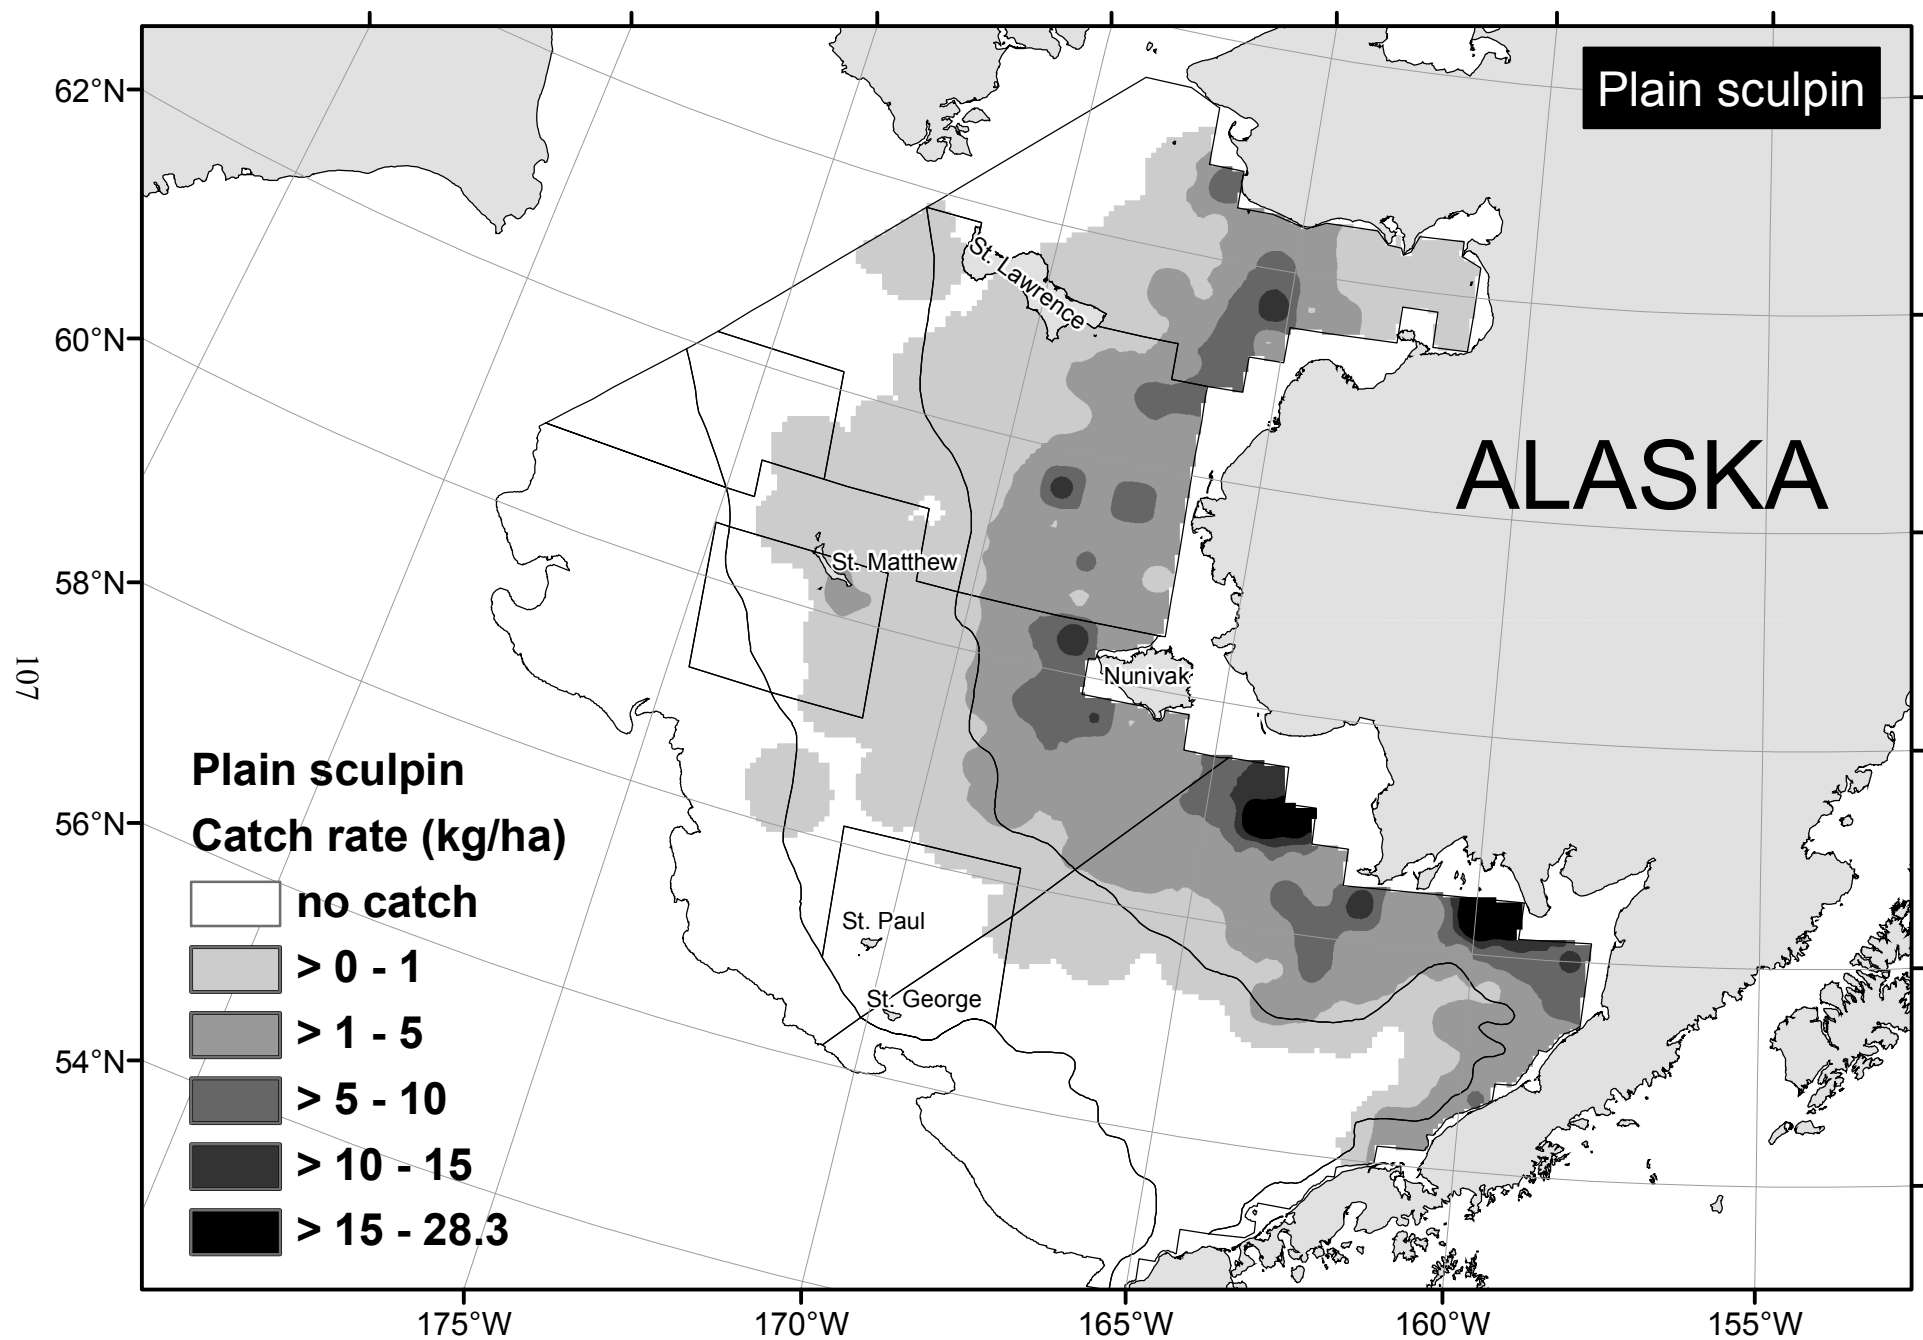 Plain sculpin
62°N
60°N
58°N
56°N
54°N
ALASKA
St. Lawrence
St. Matthew
Nunivak
St. Paul
St. George
107
Plain sculpin
Catch rate (kg/ha)
no catch
> 0 - 1
> 1 - 5
> 5 - 10
> 10 - 15
> 15 - 28.3
175°W
170°W
165°W
160°W
155°W